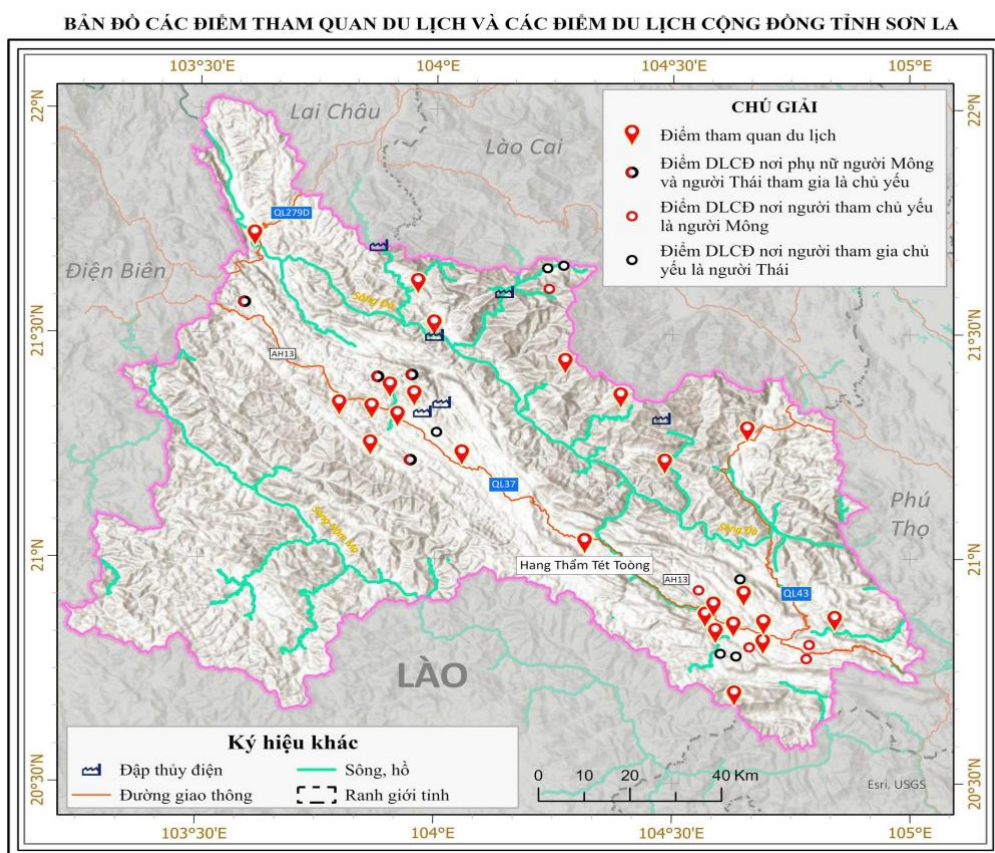 BẢN ĐỒ CÁC ĐIỂM THAM QUAN DU LỊCH VÀ CÁC ĐIỂM DU LỊCH CỘNG ĐỒNG TỈNH SƠN LA
103°30'E
104°E
104°30'E
105°E
22°N
22°N
Lai Châu
Lào Cai
CHÚ GIẢI
Điểm tham quan du lịch
Điểm DLCĐ nơi phụ nữ người Mông
và người Thái tham gia là chủ yếu
Điểm DLCĐ nơi người tham chủ yếu
là người Mông
Điểm DLCĐ nơi nười tham gia chủ
yếu là người Thái
QL279D
Điện Biên
Sông Đà
21°30'N
21°30'N
AH13
QL37
Phú
Thọ
Sông Nậm Mạ
Sông Đà
21°N
21°N
Hang Thẩm Tét Toòng
AH13
QL43
LÀO
Ký hiệu khác
Đập thủy điện
Sông, hồ
Đường giao thông
Ranh giới tỉnh
0 10 20 40 Km
Esri, USGS
20°30'N
20°30'N
103°30'E
104°E
104°30'E
105°E